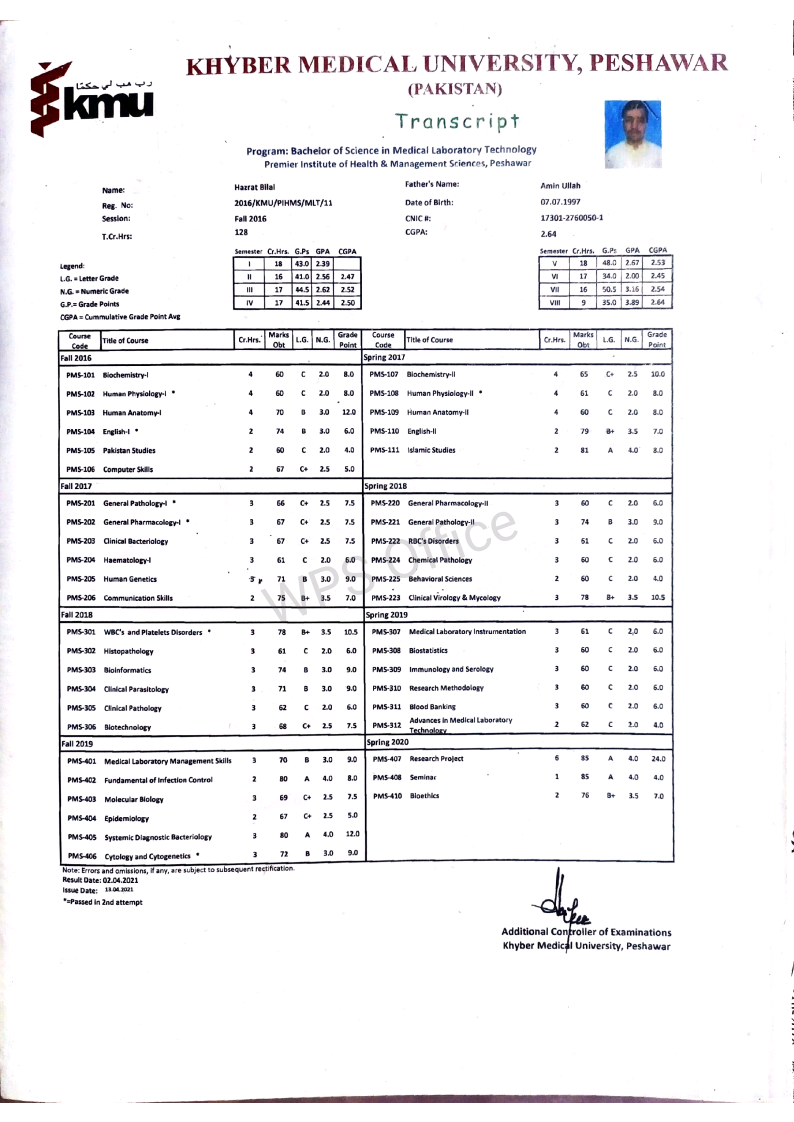 KHYBER MEDICAL UNIVERSITY, PESHAWAR
(PAKISTAN)
رب هب لي حكما
kmu
Transcript
Program: Bachelor of Science in Medical Laboratory Technology
Premier Institute of Health & Management Sciences, Peshawar
Name: Hazrat Bilal Father's Name: Amin Ullah
Reg. No: 2016/KMU/PIHMS/MLT/11 Date of Birth: 07.07.1997
Session: Fall 2016 CNIC #: 17301-2760050-1
T.Cr.Hrs: 128 CGPA: 2.64
Semester Cr.Hrs. G.Ps GPA CGPA Semester Cr.Hrs. G.Ps GPA CGPA
Legend: I 18 43.0 2.39 V 18 48.0 2.67 2.53
L.G. = Letter Grade II 16 41.0 2.56 2.47 VI 17 34.0 2.00 2.45
N.G. = Numeric Grade III 17 44.5 2.62 2.52 VII 16 50.5 3.16 2.54
G.P.= Grade Points IV 17 41.5 2.44 2.50 VIII 9 35.0 3.89 2.64
CGPA = Cummulative Grade Point Avg
Course Code Title of Course Cr.Hrs. Marks Obt L.G. N.G. Grade Point Course Code Title of Course Cr.Hrs. Marks Obt L.G. N.G. Grade Point
Fall 2016 Spring 2017
PMS-101 Biochemistry-I 4 60 C 2.0 8.0 PMS-107 Biochemistry-II 4 65 C+ 2.5 10.0
PMS-102 Human Physiology-I * 4 60 C 2.0 8.0 PMS-108 Human Physiology-II * 4 61 C 2.0 8.0
PMS-103 Human Anatomy-I 4 70 B 3.0 12.0 PMS-109 Human Anatomy-II 4 60 C 2.0 8.0
PMS-104 English-I * 2 74 B 3.0 6.0 PMS-110 English-II 2 79 B+ 3.5 7.0
PMS-105 Pakistan Studies 2 60 C 2.0 4.0 PMS-111 Islamic Studies 2 81 A 4.0 8.0
PMS-106 Computer Skills 2 67 C+ 2.5 5.0
Fall 2017 Spring 2018
PMS-201 General Pathology-I * 3 66 C+ 2.5 7.5 PMS-220 General Pharmacology-II 3 60 C 2.0 6.0
PMS-202 General Pharmacology-I * 3 67 C+ 2.5 7.5 PMS-221 General Pathology-II 3 74 B 3.0 9.0
PMS-203 Clinical Bacteriology 3 67 C+ 2.5 7.5 PMS-222 RBC's Disorders 3 61 C 2.0 6.0
PMS-204 Haematology-I 3 61 C 2.0 6.0 PMS-224 Chemical Pathology 3 60 C 2.0 6.0
PMS-205 Human Genetics 3 71 B 3.0 9.0 PMS-225 Behavioral Sciences 2 60 C 2.0 4.0
PMS-206 Communication Skills 2 75 B+ 3.5 7.0 PMS-223 Clinical Virology & Mycology 3 78 B+ 3.5 10.5
Fall 2018 Spring 2019
PMS-301 WBC's and Platelets Disorders * 3 78 B+ 3.5 10.5 PMS-307 Medical Laboratory Instrumentation 3 61 C 2,0 6.0
PMS-302 Histopathology 3 61 C 2.0 6.0 PMS-308 Biostatistics 3 60 C 2.0 6.0
PMS-303 Bioinformatics 3 74 B 3.0 9.0 PMS-309 Immunology and Serology 3 60 C 2.0 6.0
PMS-304 Clinical Parasitology 3 71 B 3.0 9.0 PMS-310 Research Methodology 3 60 C 2.0 6.0
PMS-305 Clinical Pathology 3 62 C 2.0 6.0 PMS-311 Blood Banking 3 60 C 2.0 6.0
PMS-306 Biotechnology 3 68 C+ 2.5 7.5 PMS-312 Advances in Medical Laboratory Technology 2 62 C 2.0 4.0
Fall 2019 Spring 2020
PMS-401 Medical Laboratory Management Skills 3 70 B 3.0 9.0 PMS-407 Research Project 6 85 A 4.0 24.0
PMS-402 Fundamental of Infection Control 2 80 A 4.0 8.0 PMS-408 Seminar 1 85 A 4.0 4.0
PMS-403 Molecular Biology 3 69 C+ 2.5 7.5 PMS-410 Bioethics 2 76 B+ 3.5 7.0
PMS-404 Epidemiology 2 67 C+ 2.5 5.0
PMS-405 Systemic Diagnostic Bacteriology 3 80 A 4.0 12.0
PMS-406 Cytology and Cytogenetics * 3 72 B 3.0 9.0
WPS Office
Note: Errors and omissions, if any, are subject to subsequent rectification.
Result Date: 02.04.2021
Issue Date: 13.04.2021
*=Passed in 2nd attempt
Additional Controller of Examinations
Khyber Medical University, Peshawar